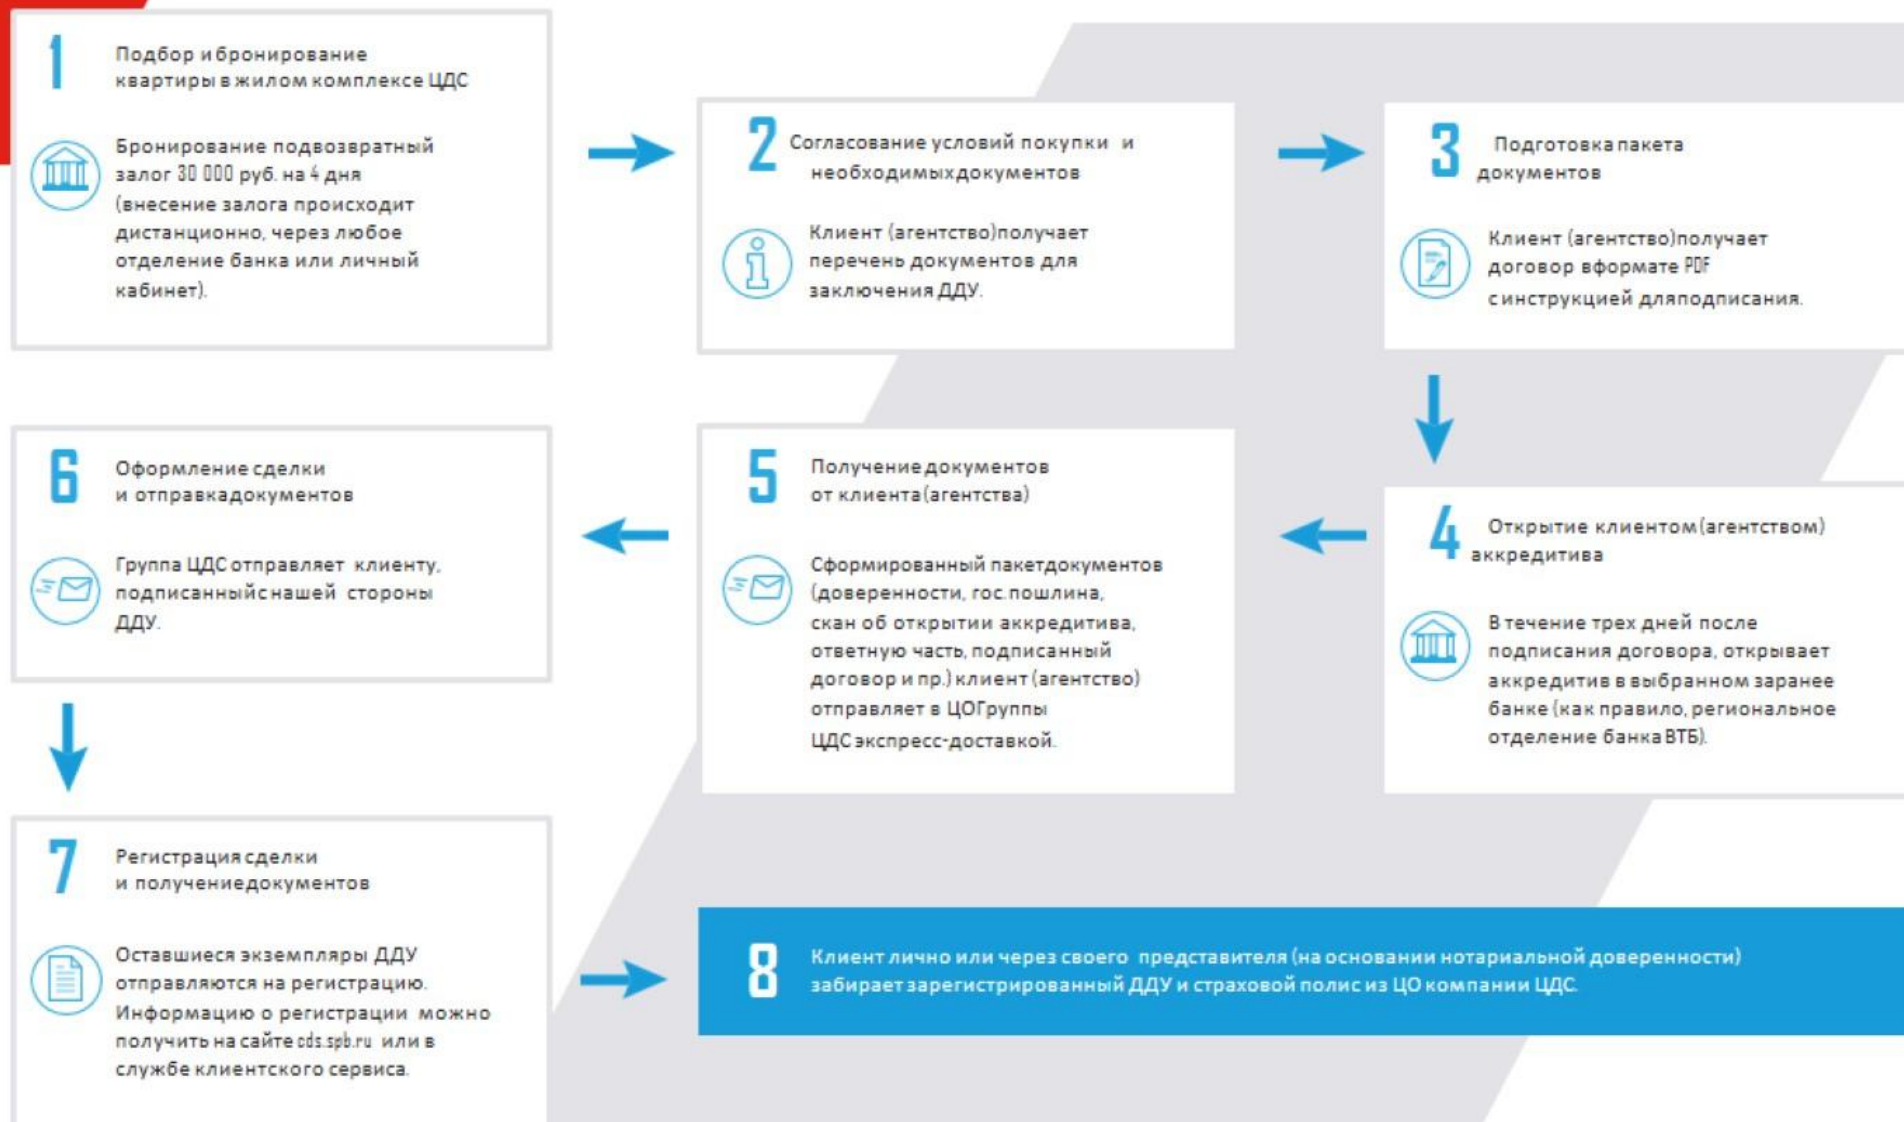 1
Подбор и бронирование
квартиры в жилом комплексе ЦДС
Бронирование подвозвратный
залог 30 000 руб. на 4 дня
(внесение залога происходит
дистанционно, через любое
отделение банка или личный
кабинет).
2
Согласование условий покупки и
необходимыхдокументов
Клиент (агентство)получает
перечень документов для
заключения ДДУ.
3
Подготовка пакета
документов
Клиент (агентство)получает
договор вформате PDF
с инструкцией дляподписания.
4
Открытие клиентом (агентством)
аккредитива
В течение трех дней после
подписания договора, открывает
аккредитив в выбранном заранее
банке (как правило, региональное
отделение банка ВТБ).
5
Получение документов
от клиента (агентства)
Сформированный пакетдокументов
(доверенности, гос. пошлина,
скан об открытии аккредитива,
ответную часть, подписанный
договор и пр.) клиент (агентство)
отправляет в ЦОГруппы
ЦДС экспресс-доставкой.
6
Оформление сделки
и отправкадокументов
Группа ЦДС отправляет клиенту,
подписанныйс нашей стороны
ДДУ.
7
Регистрация сделки
и получениедокументов
Оставшиеся экземпляры ДДУ
отправляются на регистрацию.
Информацию о регистрации можно
получить на сайте cds.spb.ru или в
службе клиентского сервиса.
8
Клиент лично или через своего представителя (на основании нотариальной доверенности)
забирает зарегистрированный ДДУ и страховой полис из ЦО компании ЦДС.